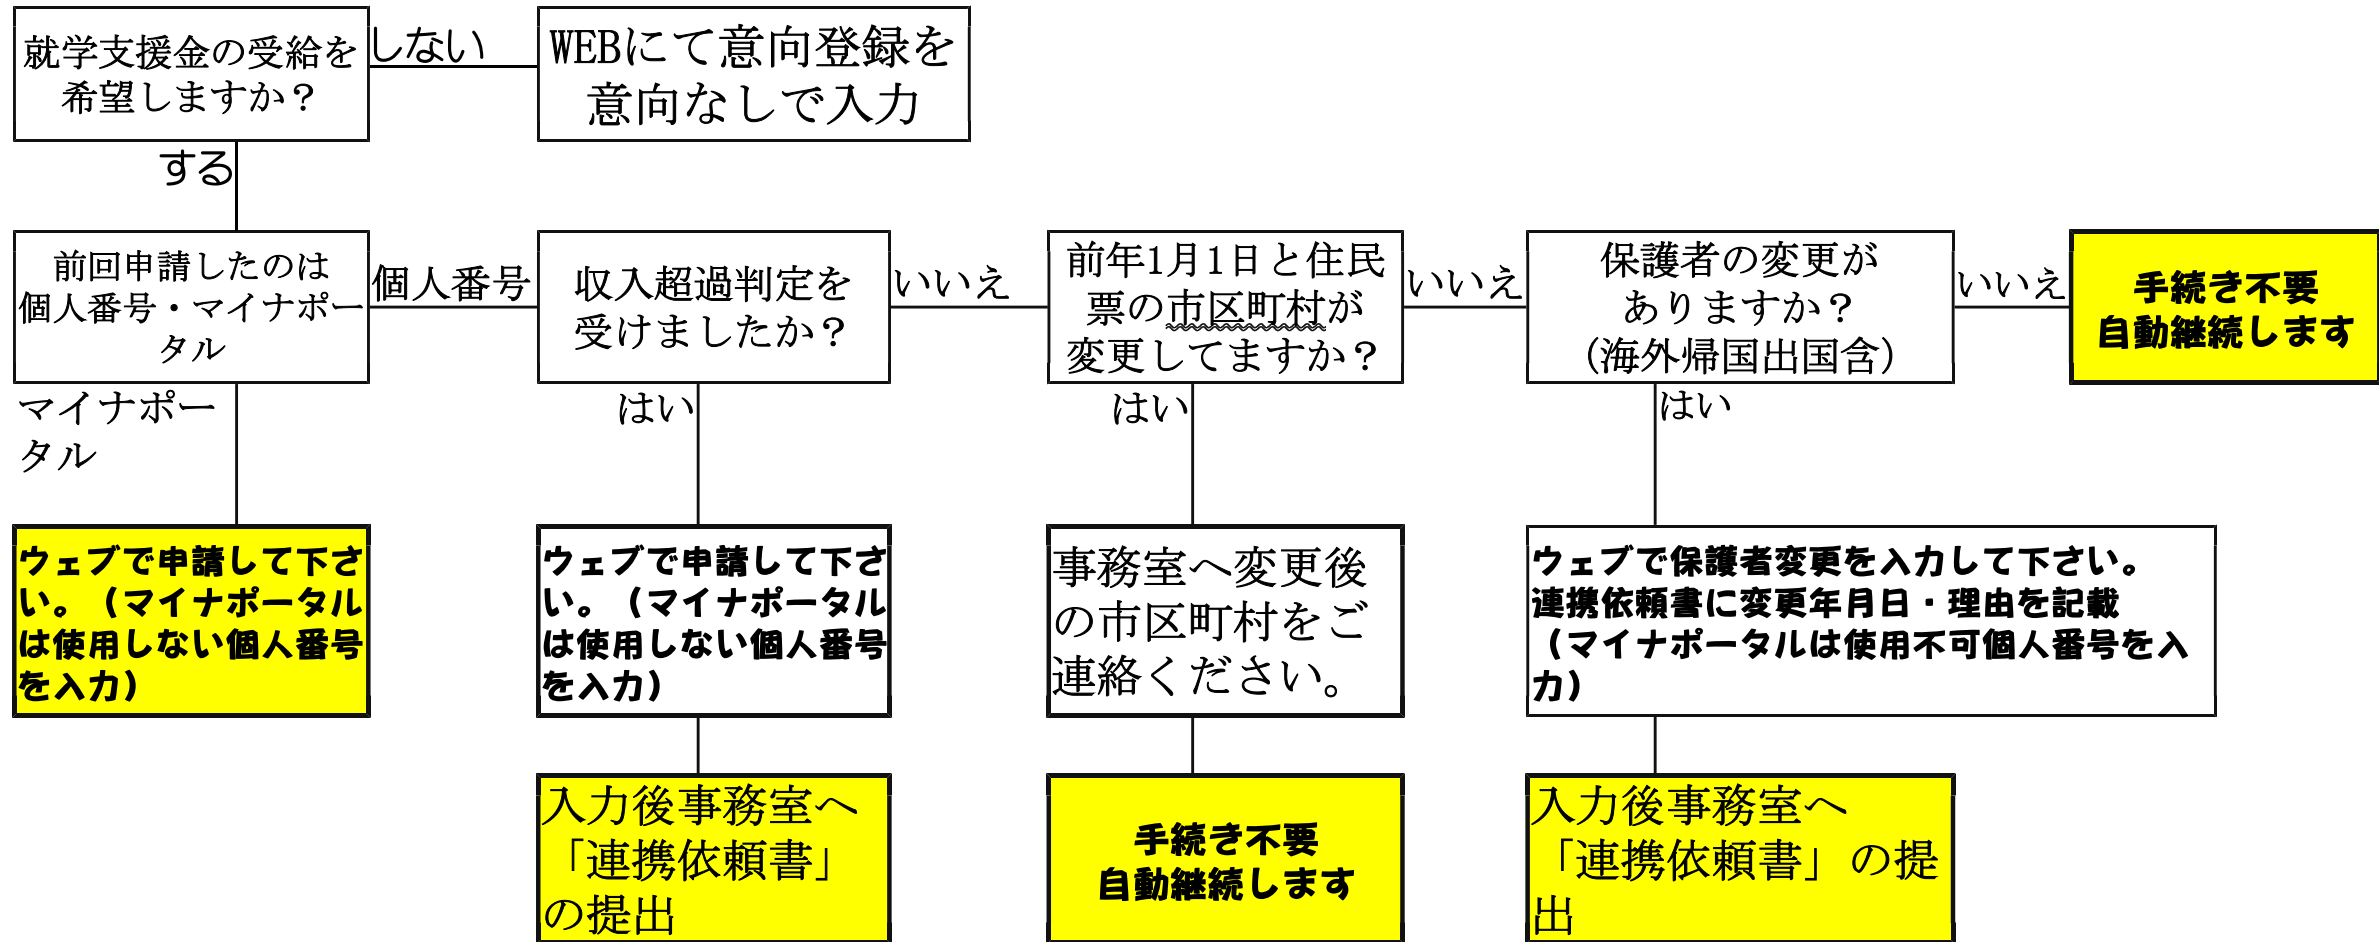 就学支援金の受給を
希望しますか？
しない
WEBにて意向登録を
意向なしで入力
する
前回申請したのは
個人番号・マイナポー
タル
個人番号
収入超過判定を
受けましたか？
いいえ
前年1月1日と住民
票の市区町村が
変更してますか？
いいえ
保護者の変更が
ありますか？
（海外帰国出国含）
いいえ
手続き不要
自動継続します
マイナポー
タル
はい
はい
はい
ウェブで申請して下さ
い。（マイナポータル
は使用しない個人番号
を入力）
ウェブで申請して下さ
い。（マイナポータル
は使用しない個人番号
を入力）
事務室へ変更後
の市区町村をご
連絡ください。
ウェブで保護者変更を入力して下さい。
連携依頼書に変更年月日・理由を記載
（マイナポータルは使用不可個人番号を入
力）
入力後事務室へ
「連携依頼書」
の提出
手続き不要
自動継続します
入力後事務室へ
「連携依頼書」の提
出